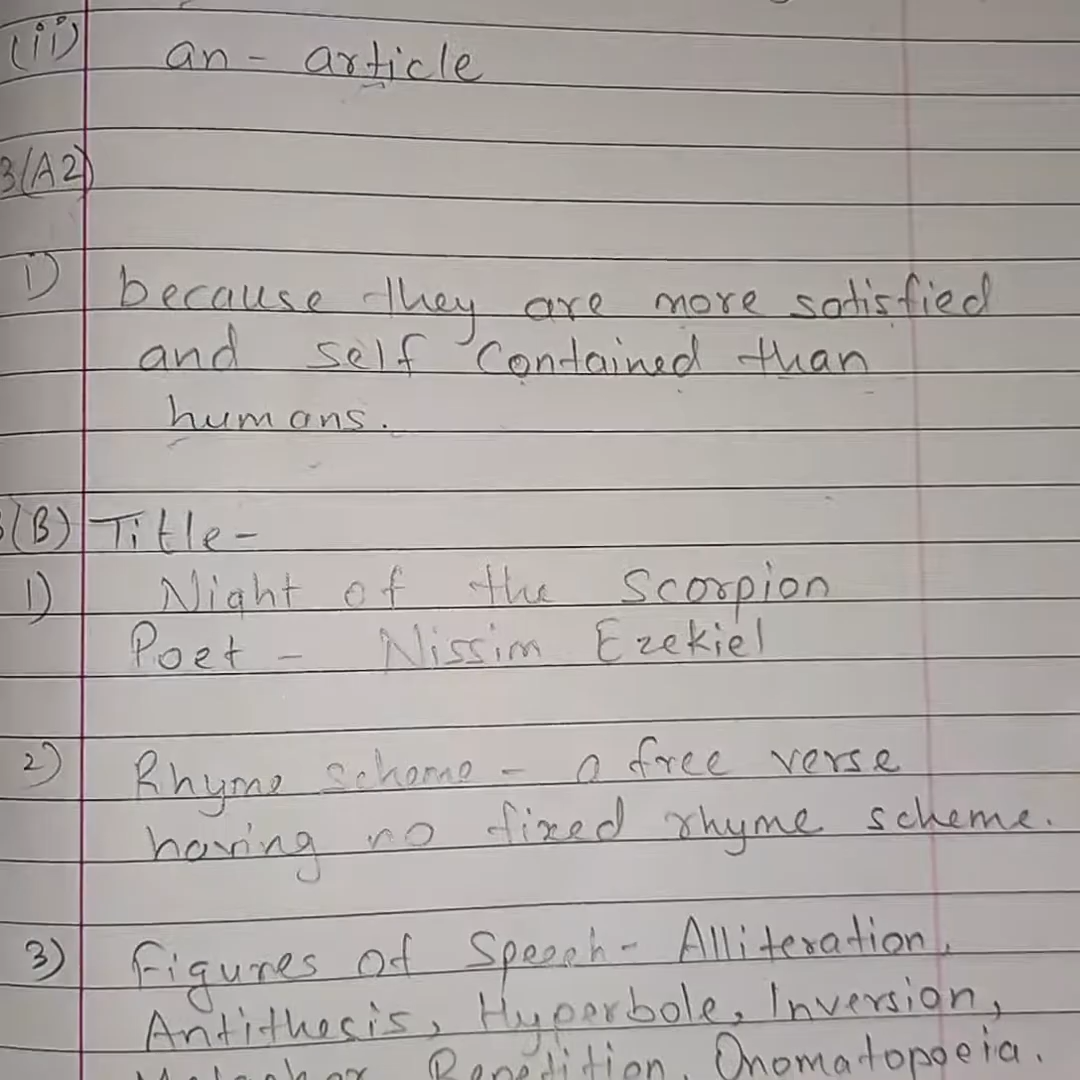 (ii) an - article
3(A2)
1) because they are more satisfied
and self contained than
humans.
(B) Title -
1) Night of the Scorpion
Poet - Nissim Ezekiel
2) Rhyme scheme - a free verse
having no fixed rhyme scheme.
3) Figures of Speech - Alliteration,
Antithesis, Hyperbole, Inversion,
Repetition, Onomatopoeia.